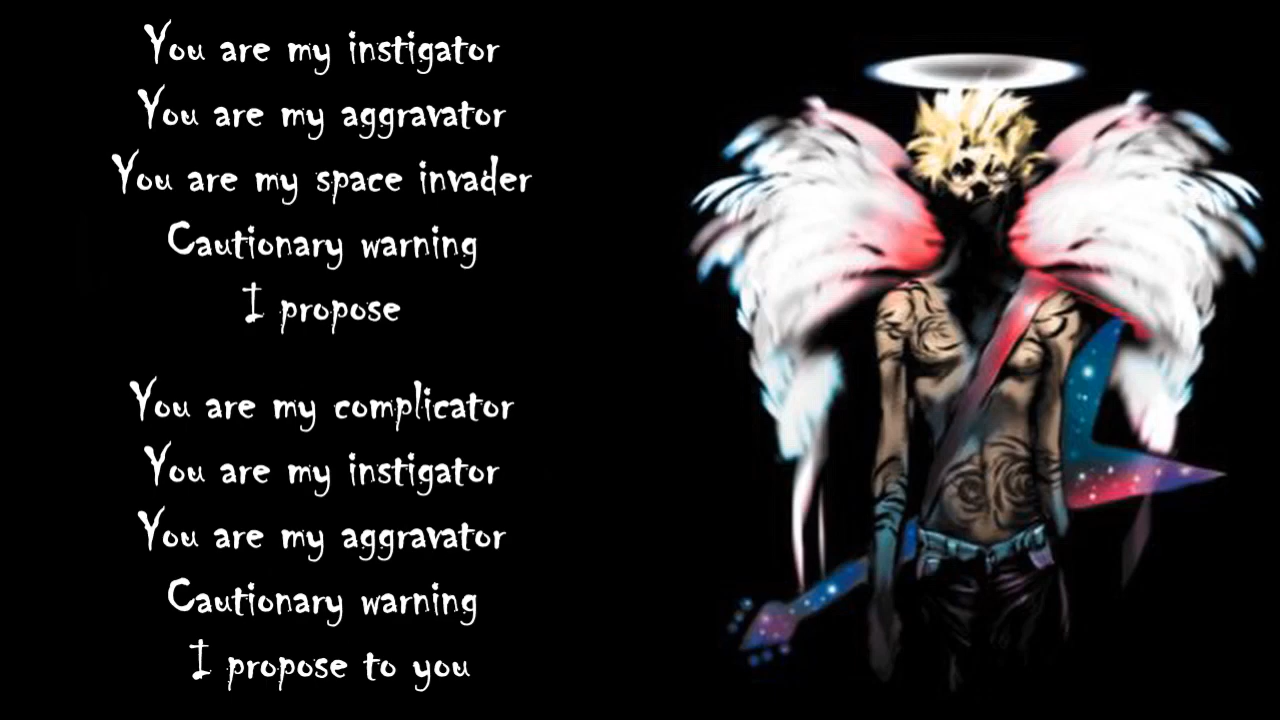 You are my instigator
You are my aggravator
You are my space invader
Cautionary warning
I propose
You are my complicator
You are my instigator
You are my aggravator
Cautionary warning
I propose to you